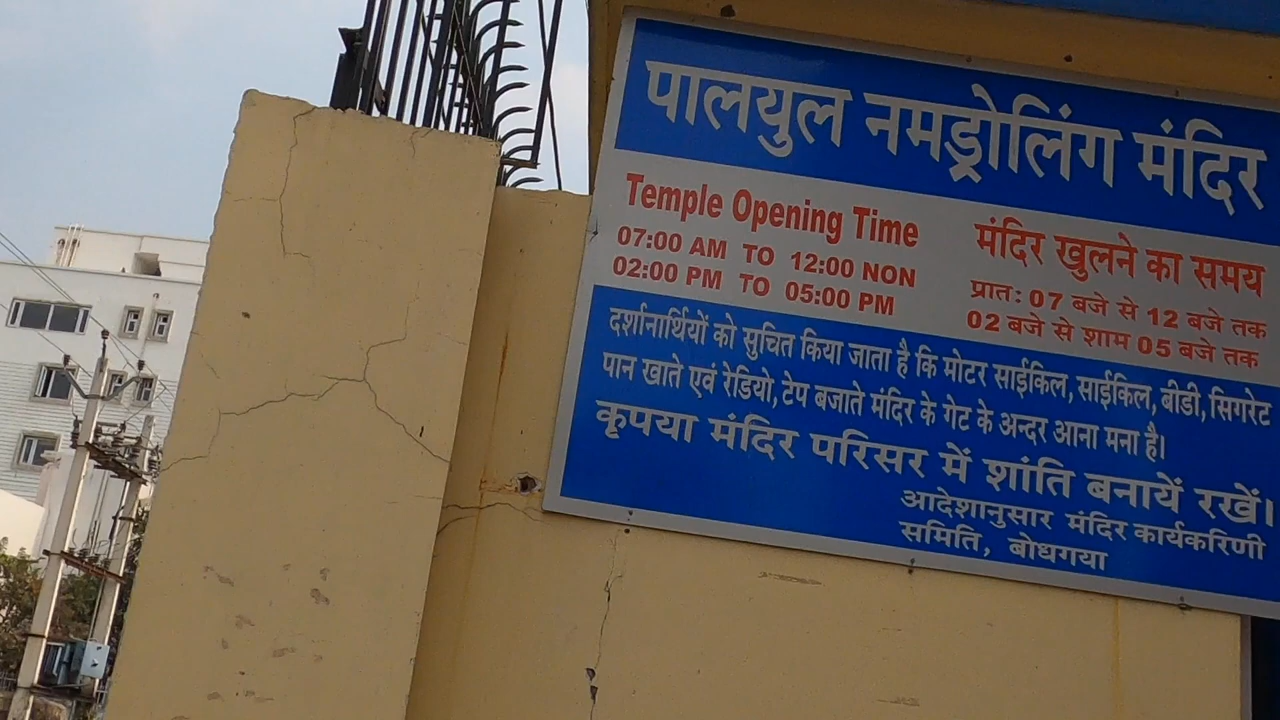 पालयुल नमड्रोलिंग मंदिर
Temple Opening Time
07:00 AM TO 12:00 NON
02:00 PM TO 05:00 PM
मंदिर खुलने का समय
प्रातः 07 बजे से 12 बजे तक
02 बजे से शाम 05 बजे तक
दर्शानार्थियों को सुचित किया जाता है कि मोटर साईकिल, साईकिल, बीडी, सिगरेट
पान खाते एवं रेडियो, टेप बजाते मंदिर के गेट के अन्दर आना मना है।
कृपया मंदिर परिसर में शांति बनायें रखें।
आदेशानुसार मंदिर कार्यकरिणी
समिति, बोधगया